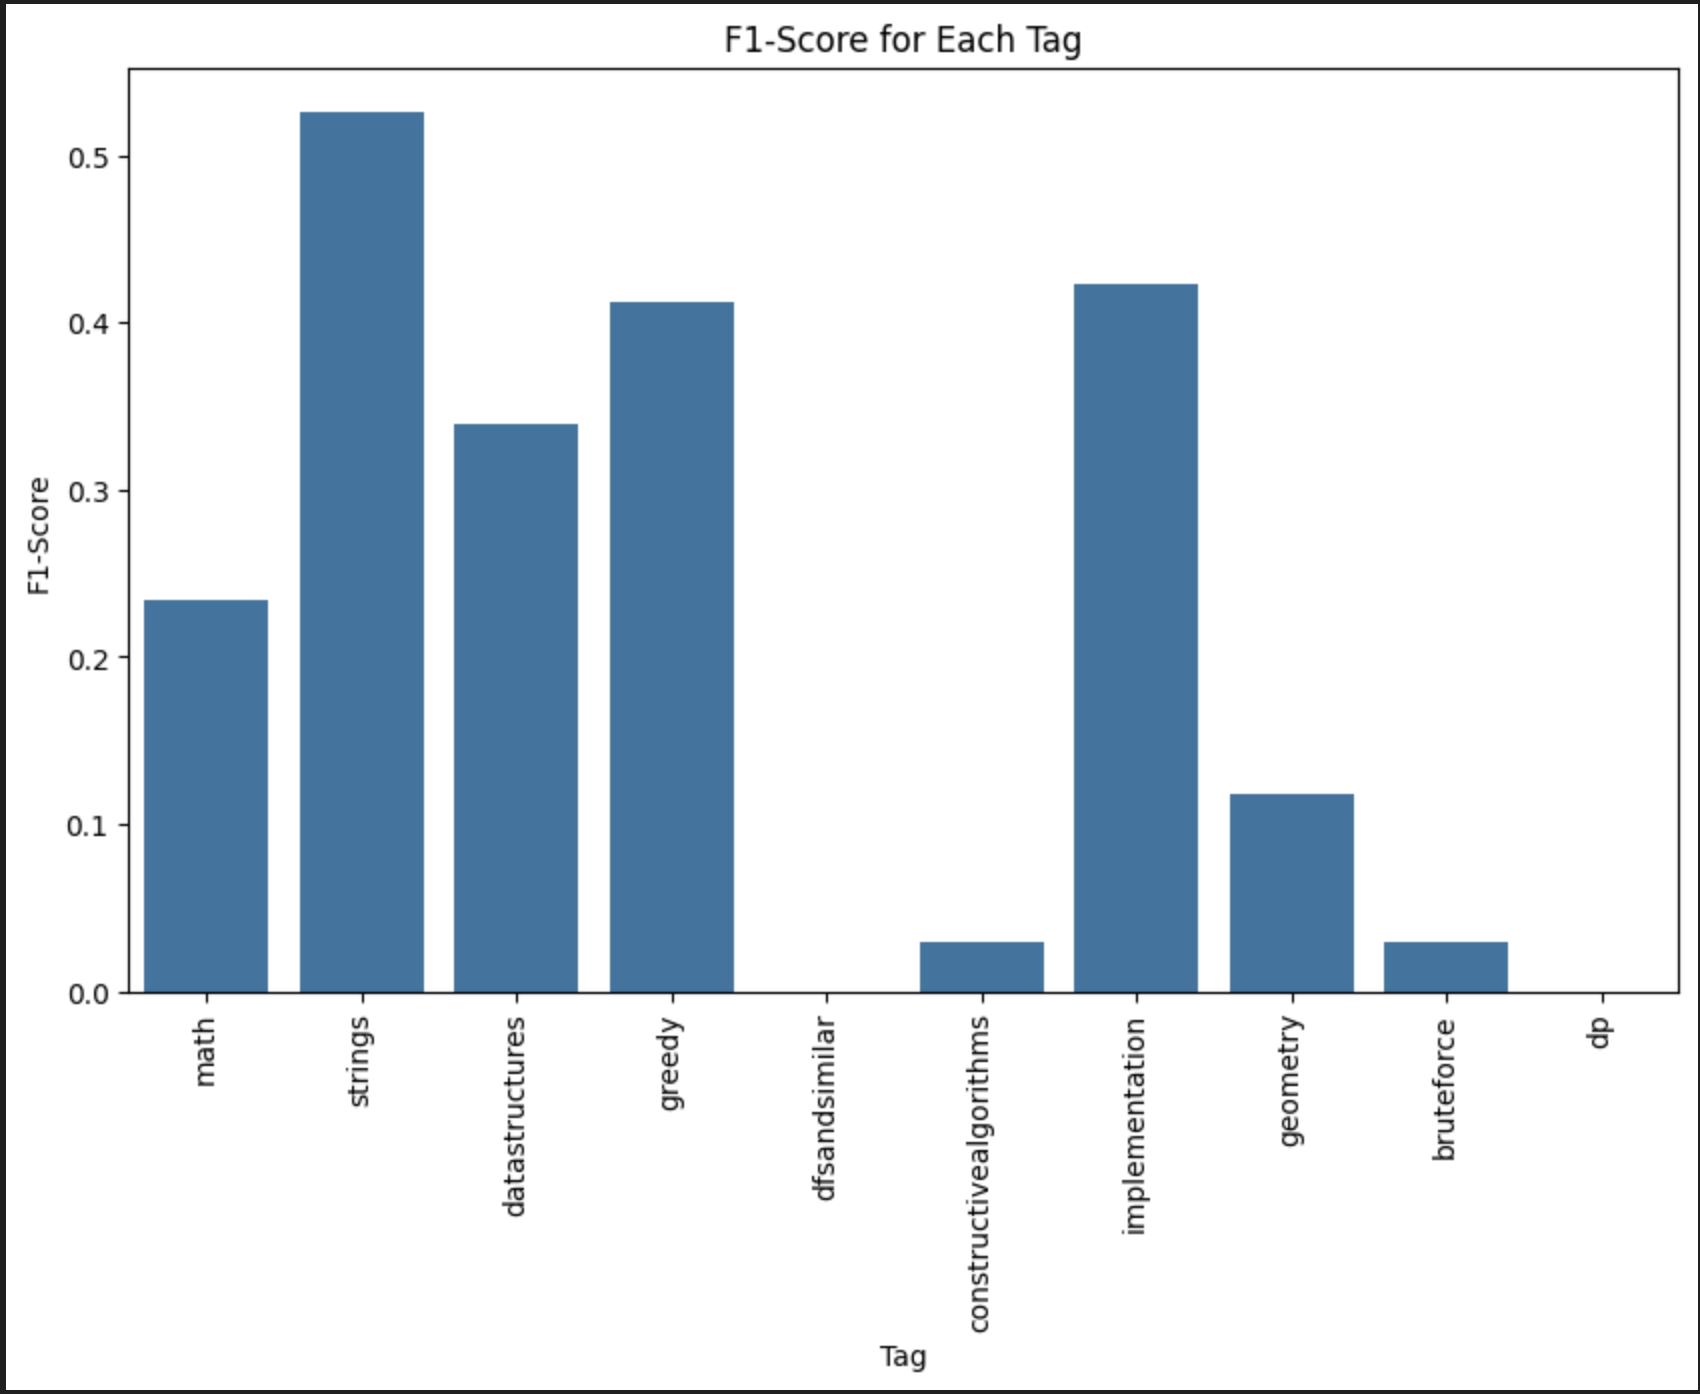 F1-Score for Each Tag
F1-Score
0.5
0.4
0.3
0.2
0.1
0.0
math
strings
datastructures
greedy
dfsandsimilar
constructivealgorithms
implementation
geometry
bruteforce
dp
Tag